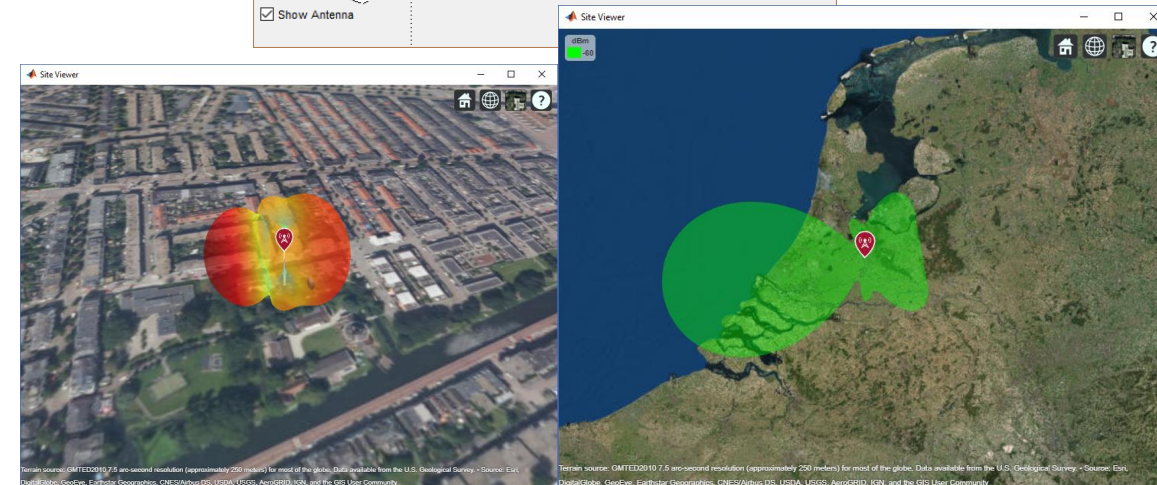 Show Antenna
Site Viewer
Terrain source: GMTED2010 7.5 arc-second resolution (approximately 250 meters) for most of the globe. Data available from the U.S. Geological Survey. • Source: Esri,
DigitalGlobe, GeoEye, Earthstar Geographics, CNES/Airbus DS, USDA, USGS, AeroGRID, IGN, and the GIS User Community
Site Viewer
dBm
-60
?
?
Terrain source: GMTED2010 7.5 arc-second resolution (approximately 250 meters) for most of the globe. Data available from the U.S. Geological Survey. • Source: Esri,
DigitalGlobe, GeoEye, Earthstar Geographics, CNES/Airbus DS, USDA, USGS, AeroGRID, IGN, and the GIS User Community